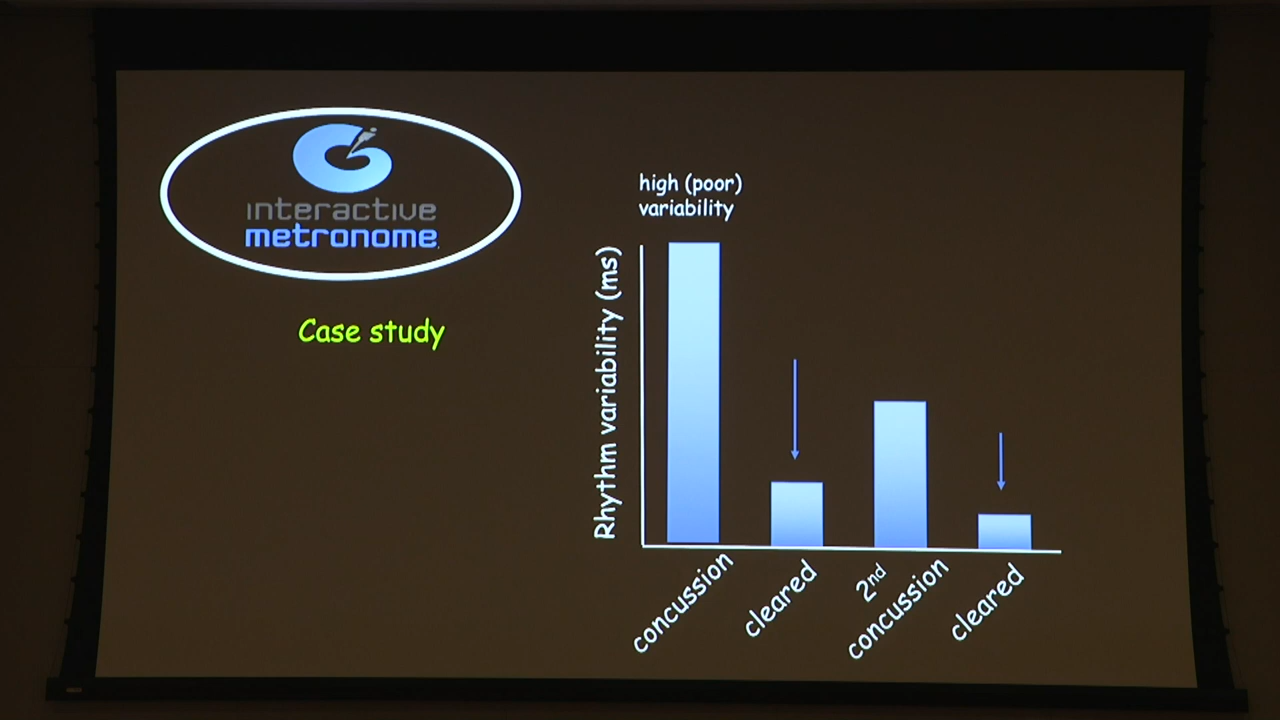 interactive
metronome
Case study
high (poor)
variability
Rhythm variability (ms)
concussion
cleared
2nd
concussion
cleared